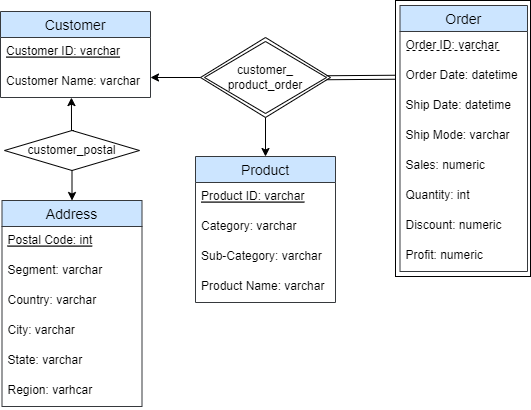 Customer
Customer ID: varchar
Customer Name: varchar
customer_
product_order
Order
Order ID: varchar
Order Date: datetime
Ship Date: datetime
Ship Mode: varchar
Sales: numeric
Quantity: int
Discount: numeric
Profit: numeric
customer_postal
Product
Product ID: varchar
Category: varchar
Sub-Category: varchar
Product Name: varchar
Address
Postal Code: int
Segment: varchar
Country: varchar
City: varchar
State: varchar
Region: varhcar